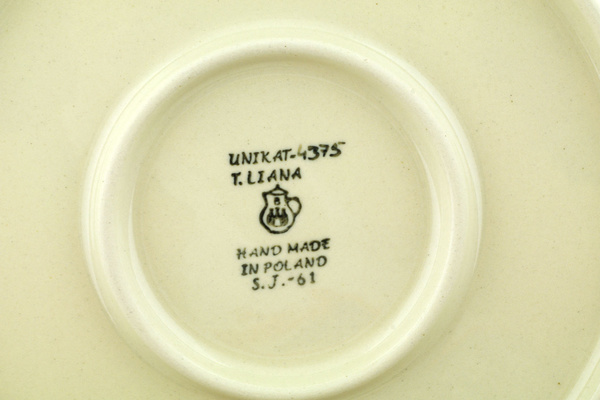 UNIKAT-4375
T. LIANA
HAND MADE
IN POLAND
S.J.-61